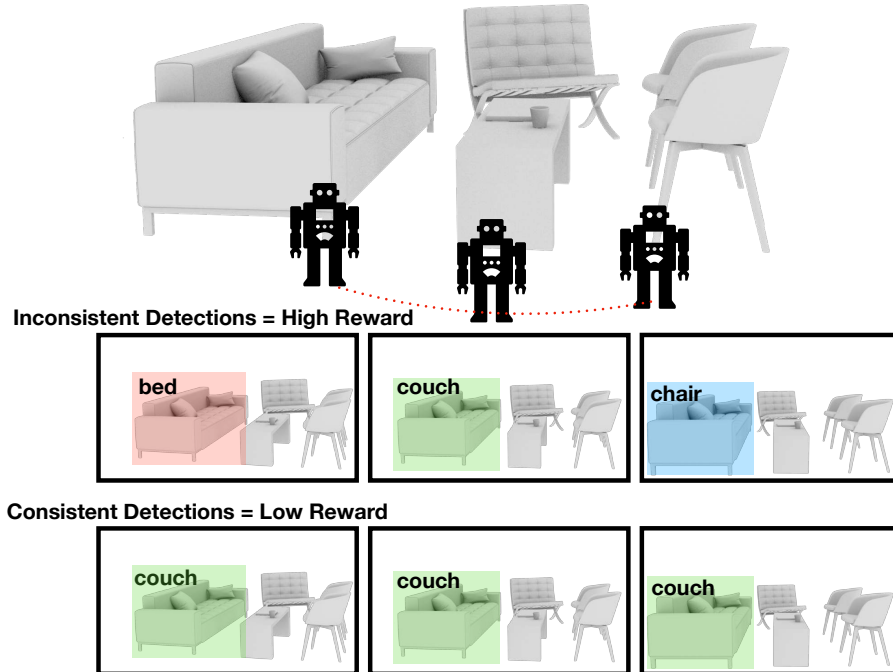 Inconsistent Detections = High Reward
bed
couch
chair
Consistent Detections = Low Reward
couch
couch
couch